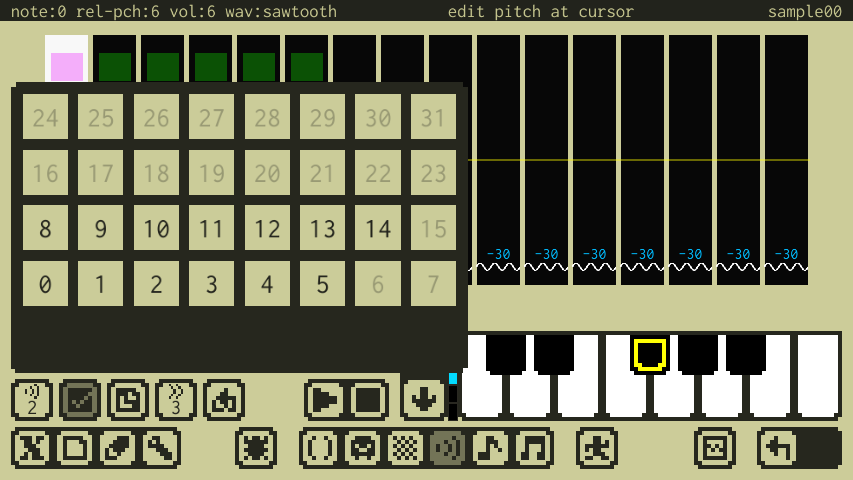 note:0 rel-pch:6 vol:6 wav:sawtooth edit pitch at cursor sample00
24 25 26 27 28 29 30 31
16 17 18 19 20 21 22 23
8 9 10 11 12 13 14 15
-30 -30 -30 -30 -30 -30 -30
0 1 2 3 4 5 6 7
2 3